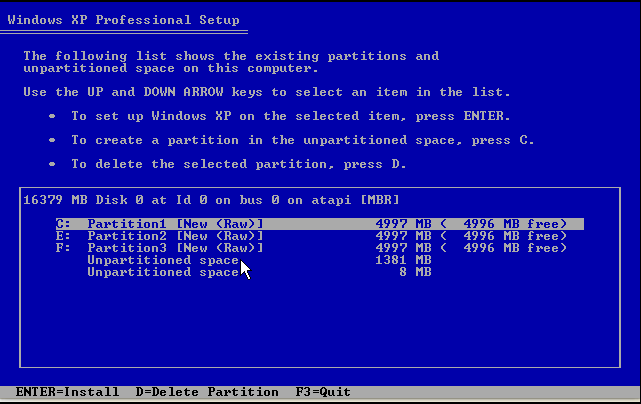 Windows XP Professional Setup
The following list shows the existing partitions and
unpartitioned space on this computer.
Use the UP and DOWN ARROW keys to select an item in the list.
• To set up Windows XP on the selected item, press ENTER.
• To create a partition in the unpartitioned space, press C.
• To delete the selected partition, press D.
16379 MB Disk 0 at Id 0 on bus 0 on atapi [MBR]
C: Partition1 [New (Raw)] 4997 MB ( 4996 MB free)
E: Partition2 [New (Raw)] 4997 MB ( 4996 MB free)
F: Partition3 [New (Raw)] 4997 MB ( 4996 MB free)
Unpartitioned space 1381 MB
Unpartitioned space 8 MB
ENTER=Install D=Delete Partition F3=Quit